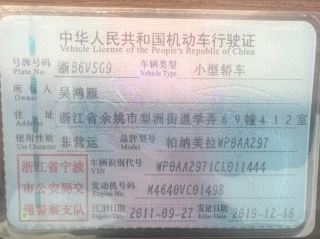 中华人民共和国机动车行驶证
Vehicle License of the People's Republic of China
号牌号码 浙B6V5G9 车辆类型 小型轿车
Plate No. Vehicle Type
所有人 吴鸿雁
Owner
住址 浙江省余姚市梨洲街道学弄69幢412室
Address
使用性质 非营运 品牌型号 帕纳美拉WP0AA297
Use Character Model
浙江省宁波 车辆识别代号 WP0AA2971CL011444
VIN
市公安局交 发动机号码 M4640VC01498
Engine No.
通警察支队 注册日期 2011-09-27 发证日期 2019-12-18
Register Date Issue Date